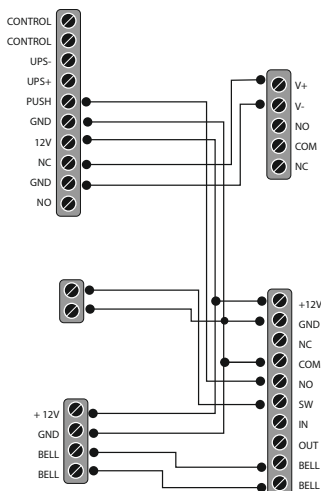 CONTROL
CONTROL
UPS-
UPS+
PUSH
GND
12V
NC
GND
NO
V+
V-
NO
COM
NC
+12V
GND
NC
COM
NO
SW
IN
OUT
BELL
BELL
+ 12V
GND
BELL
BELL